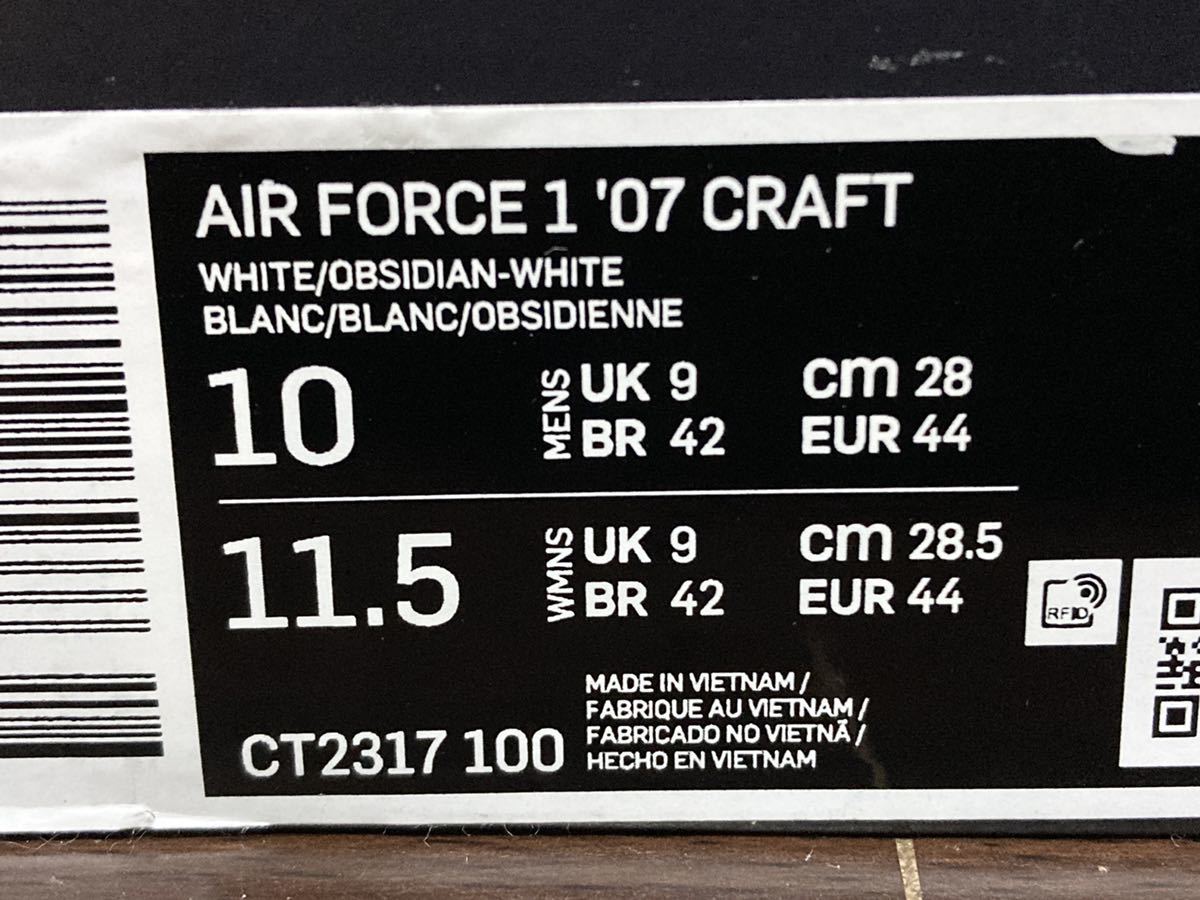 AIR FORCE 1 '07 CRAFT
WHITE/OBSIDIAN-WHITE
BLANC/BLANC/OBSIDIENNE
10 MENS UK 9 cm 28
BR 42 EUR 44
11.5 WMNS UK 9 cm 28.5
BR 42 EUR 44
RFID
MADE IN VIETNAM /
FABRIQUE AU VIETNAM /
FABRICADO NO VIETNÃ /
HECHO EN VIETNAM
CT2317 100